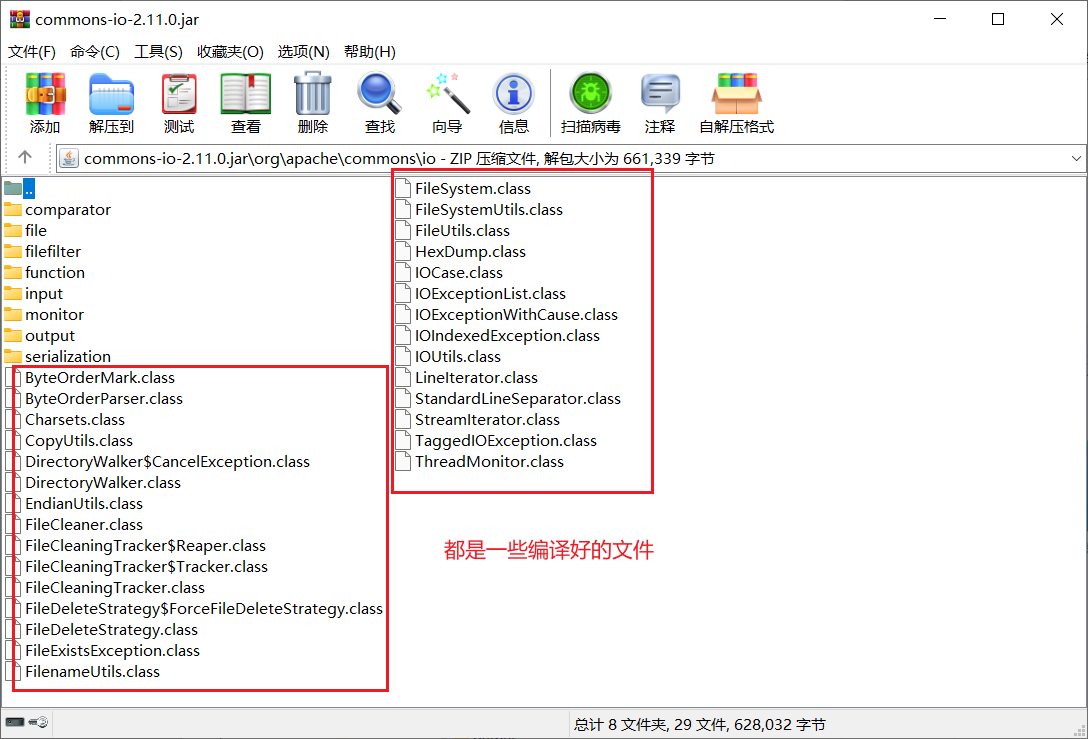 commons-io-2.11.0.jar
文件(F) 命令(C) 工具(S) 收藏夹(O) 选项(N) 帮助(H)
添加 解压到 测试 查看 删除 查找 向导 信息 扫描病毒 注释 自解压格式
commons-io-2.11.0.jar\org\apache\commons\io - ZIP 压缩文件, 解包大小为 661,339 字节
..
comparator
file
filefilter
function
input
monitor
output
serialization
ByteOrderMark.class
ByteOrderParser.class
Charsets.class
CopyUtils.class
DirectoryWalker$CancelException.class
DirectoryWalker.class
EndianUtils.class
FileCleaner.class
FileCleaningTracker$Reaper.class
FileCleaningTracker$Tracker.class
FileCleaningTracker.class
FileDeleteStrategy$ForceFileDeleteStrategy.class
FileDeleteStrategy.class
FileExistsException.class
FilenameUtils.class
FileSystem.class
FileSystemUtils.class
FileUtils.class
HexDump.class
IOCase.class
IOExceptionList.class
IOExceptionWithCause.class
IOIndexedException.class
IOUtils.class
LineIterator.class
StandardLineSeparator.class
StreamIterator.class
TaggedIOException.class
ThreadMonitor.class
都是一些编译好的文件
总计 8 文件夹, 29 文件, 628,032 字节